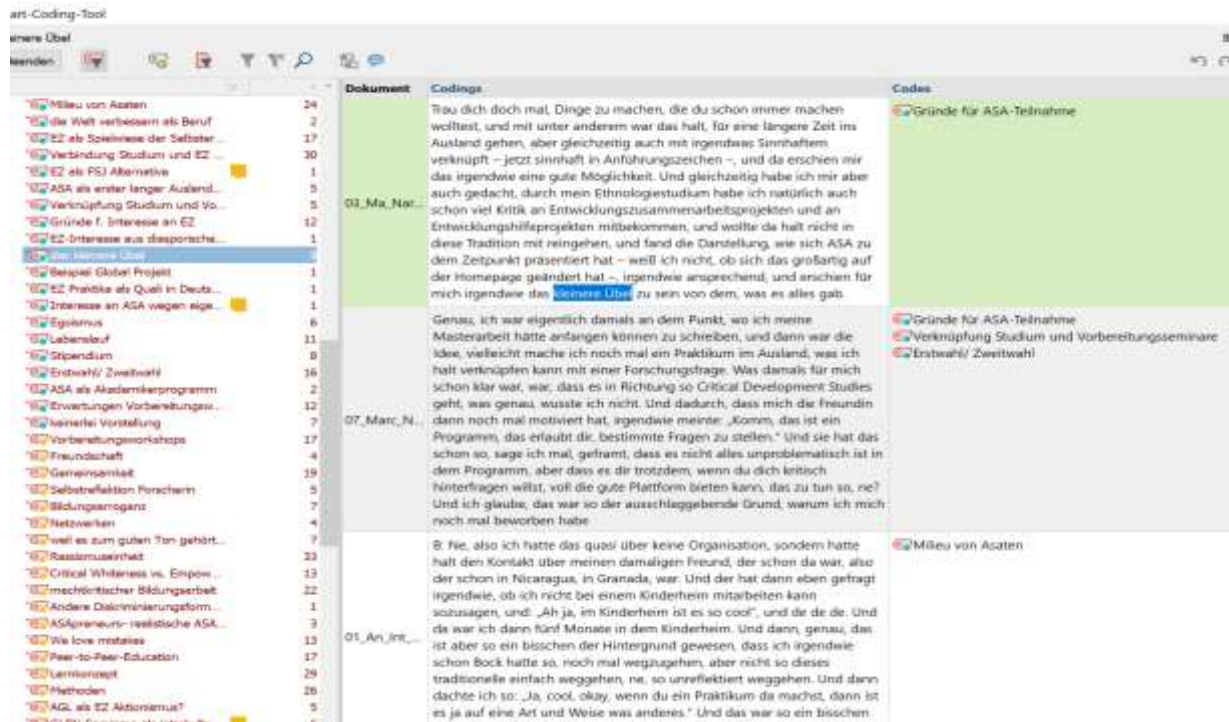 art-Coding-Tool
einere Übel
eenden
Dokument Codings Codes
Milieu von Asaten 24
die Welt verbessern als Beruf 2
EZ als Spielwiese der Selbster... 17
Verbindung Studium und EZ ... 30
EZ als FSJ Alternative 1
ASA als erster langer Ausland... 5
Verknüpfung Studium und Vo... 5
Gründe f. Interesse an EZ 12
EZ-Interesse aus diasporische... 1
das kleinere Übel
Beispiel Global Projekt 1
EZ Praktika als Quali in Deuts... 1
Interesse an ASA wegen eige... 1
Egoismus 6
Lebenslauf 11
Stipendium 8
Erstwahl/ Zweitwahl 16
ASA als Akademikerprogramm 2
Erwartungen Vorbereitungsw... 12
keinerlei Vorstellung 7
Vorbereitungsworkshops 17
Freundschaft 4
Gemeinsamkeit 19
Selbstreflektion Forscherin 5
Bildungsarroganz 7
Netzwerken 4
weil es zum guten Ton gehört... 7
Rassismuseinheit 33
Critical Whiteness vs. Empow... 13
machtkritischer Bildungsarbeit 22
Andere Diskriminierungsform... 1
ASApreneurs- realistische ASA... 3
We love mistakes 13
Peer-to-Peer-Education 17
Lernkonzept 29
Methoden 26
AGL als EZ Aktionismus? 5
03_Ma_Nar...
Trau dich doch mal, Dinge zu machen, die du schon immer machen
wolltest, und mit unter anderem war das halt, für eine längere Zeit ins
Ausland gehen, aber gleichzeitig auch mit irgendwas Sinnhaftem
verknüpft – jetzt sinnhaft in Anführungszeichen –, und da erschien mir
das irgendwie eine gute Möglichkeit. Und gleichzeitig habe ich mir aber
auch gedacht, durch mein Ethnologiestudium habe ich natürlich auch
schon viel Kritik an Entwicklungszusammenarbeitsprojekten und an
Entwicklungshilfeprojekten mitbekommen, und wollte da halt nicht in
diese Tradition mit reingehen, und fand die Darstellung, wie sich ASA zu
dem Zeitpunkt präsentiert hat – weiß ich nicht, ob sich das großartig auf
der Homepage geändert hat –, irgendwie ansprechend, und erschien für
mich irgendwie das kleinere Übel zu sein von dem, was es alles gab.
Gründe für ASA-Teilnahme
07_Marc_N...
Genau, ich war eigentlich damals an dem Punkt, wo ich meine
Masterarbeit hätte anfangen können zu schreiben, und dann war die
Idee, vielleicht mache ich noch mal ein Praktikum im Ausland, was ich
halt verknüpfen kann mit einer Forschungsfrage. Was damals für mich
schon klar war, war, dass es in Richtung so Critical Development Studies
geht, was genau, wusste ich nicht. Und dadurch, dass mich die Freundin
dann noch mal motiviert hat, irgendwie meinte: „Komm, das ist ein
Programm, das erlaubt dir, bestimmte Fragen zu stellen.“ Und sie hat das
schon so, sage ich mal, geframt, dass es nicht alles unproblematisch ist in
dem Programm, aber dass es dir trotzdem, wenn du dich kritisch
hinterfragen willst, voll die gute Plattform bieten kann, das zu tun so, ne?
Und ich glaube, das war so der ausschlaggebende Grund, warum ich mich
noch mal beworben habe
Gründe für ASA-Teilnahme
Verknüpfung Studium und Vorbereitungsseminare
Erstwahl/ Zweitwahl
01_An_Int_...
B: Ne, also ich hatte das quasi über keine Organisation, sondern hatte
halt den Kontakt über meinen damaligen Freund, der schon da war, also
der schon in Nicaragua, in Granada, war. Und der hat dann eben gefragt
irgendwie, ob ich nicht bei einem Kinderheim mitarbeiten kann
sozusagen, und: „Ah ja, im Kinderheim ist es so cool“, und de de de. Und
da war ich dann fünf Monate in dem Kinderheim. Und dann, genau, das
ist aber so ein bisschen der Hintergrund gewesen, dass ich irgendwie
schon Bock hatte so, noch mal wegzugehen, aber nicht so dieses
traditionelle einfach weggehen, ne, so unreflektiert weggehen. Und dann
dachte ich so: „Ja, cool, okay, wenn du ein Praktikum da machst, dann ist
es ja auf eine Art und Weise was anderes.“ Und das war so ein bisschen
Milieu von Asaten